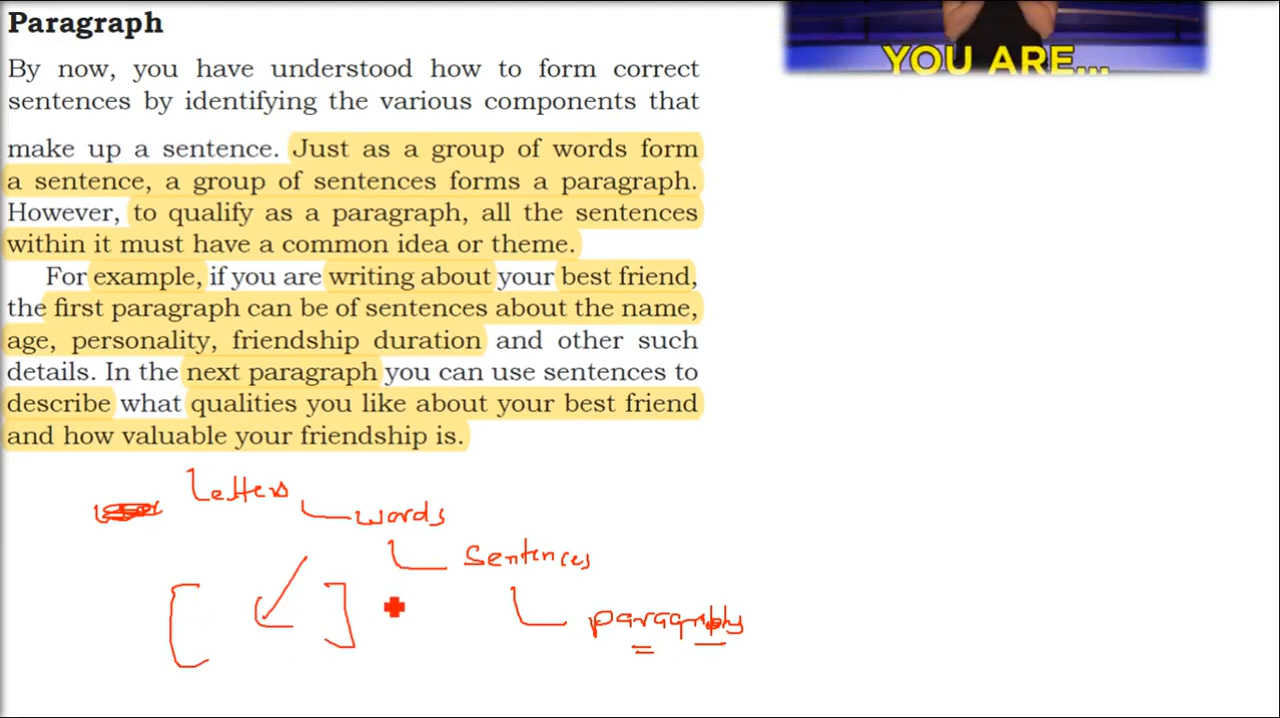 Paragraph
YOU ARE...
By now, you have understood how to form correct
sentences by identifying the various components that
make up a sentence. Just as a group of words form
a sentence, a group of sentences forms a paragraph.
However, to qualify as a paragraph, all the sentences
within it must have a common idea or theme.
For example, if you are writing about your best friend,
the first paragraph can be of sentences about the name,
age, personality, friendship duration and other such
details. In the next paragraph you can use sentences to
describe what qualities you like about your best friend
and how valuable your friendship is.
Letters
words
Sentences
paragraphs